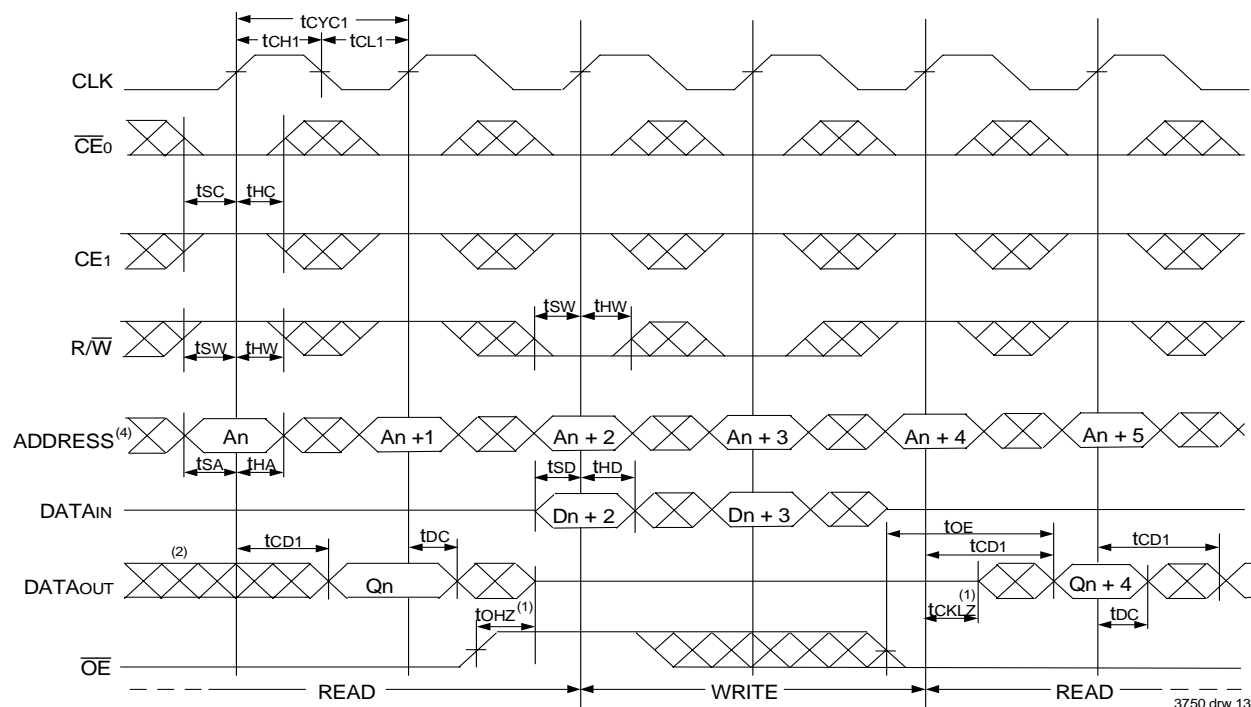 tCYC1
tCH1 tCL1
CLK
CE0
tSC tHC
CE1
tSW tHW
R/W
tSW tHW
ADDRESS(4) An An +1 An + 2 An + 3 An + 4 An + 5
tSA tHA tSD tHD
DATAIN Dn + 2 Dn + 3
tOE
(2) tCD1 tDC tCD1 tCD1
DATAOUT Qn Qn + 4
tOHZ(1) tCKLZ(1) tDC
OE
READ WRITE READ
3750 drw 13